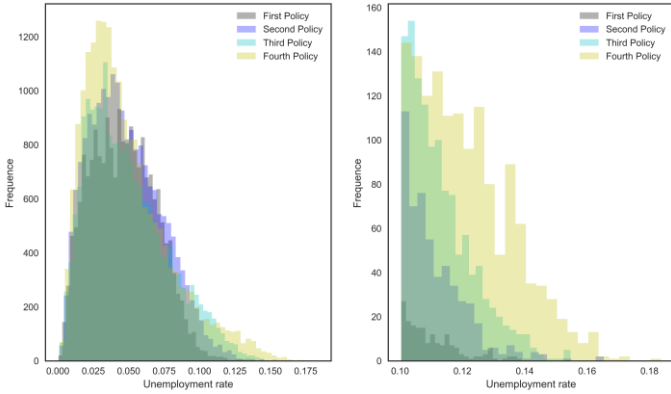 First Policy
Second Policy
Third Policy
Fourth Policy
1200
1000
800
600
400
200
0
Frequence
0.000 0.025 0.050 0.075 0.100 0.125 0.150 0.175
Unemployment rate
First Policy
Second Policy
Third Policy
Fourth Policy
160
140
120
100
80
60
40
20
0
Frequence
0.10 0.12 0.14 0.16 0.18
Unemployment rate